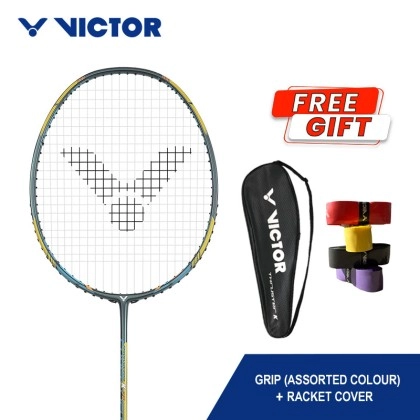 VICTOR
FREE
GIFT
VICTOR
GRIP (ASSORTED COLOUR)
+ RACKET COVER